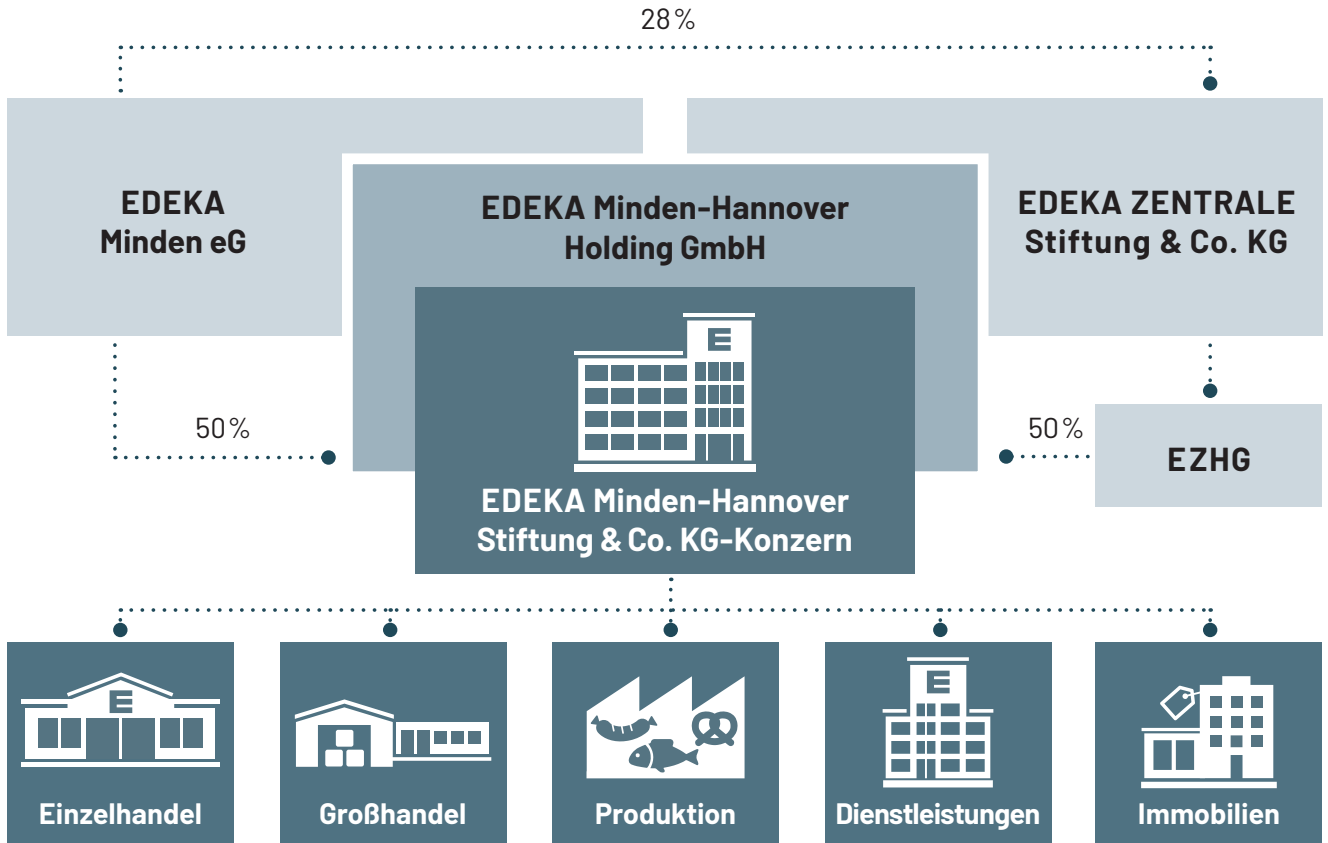 28 %
EDEKA
Minden eG
EDEKA Minden-Hannover
Holding GmbH
EDEKA ZENTRALE
Stiftung & Co. KG
E
50 %
50 %
EZHG
EDEKA Minden-Hannover
Stiftung & Co. KG-Konzern
E
Einzelhandel
Großhandel
Produktion
E
Dienstleistungen
Immobilien